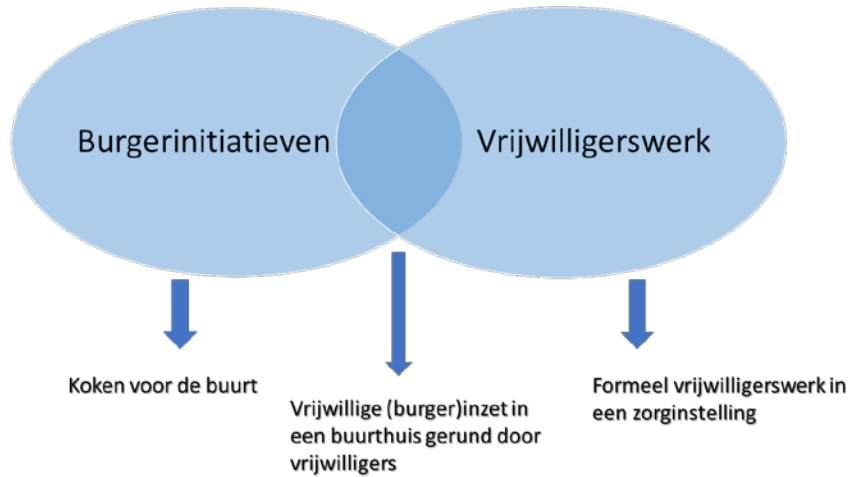 Burgerinitiatieven
Vrijwilligerswerk
Koken voor de buurt
Vrijwillige (burger)inzet in
een buurthuis gerund door
vrijwilligers
Formeel vrijwilligerswerk in
een zorginstelling